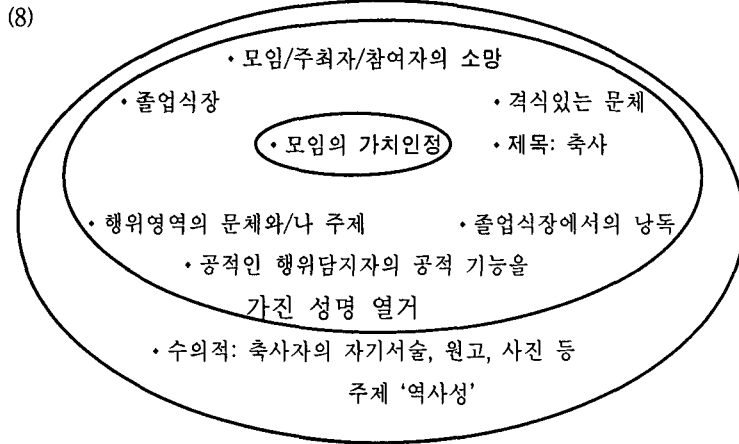 (8)
• 모임/주최자/참여자의 소망
• 졸업식장 • 격식있는 문체
• 모임의 가치인정 • 제목: 축사
• 행위영역의 문체와/나 주제 • 졸업식장에서의 낭독
• 공적인 행위담지자의 공적 기능을
가진 성명 열거
• 수의적: 축사자의 자기서술, 원고, 사진 등
주제 ‘역사성’